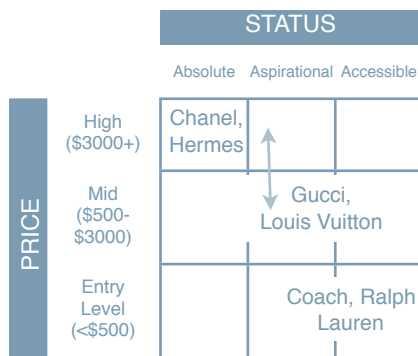 STATUS
Absolute Aspirational Accessible
PRICE
High
($3000+)
Chanel,
Hermes
Mid
($500-
$3000)
Gucci,
Louis Vuitton
Entry
Level
(<$500)
Coach, Ralph
Lauren